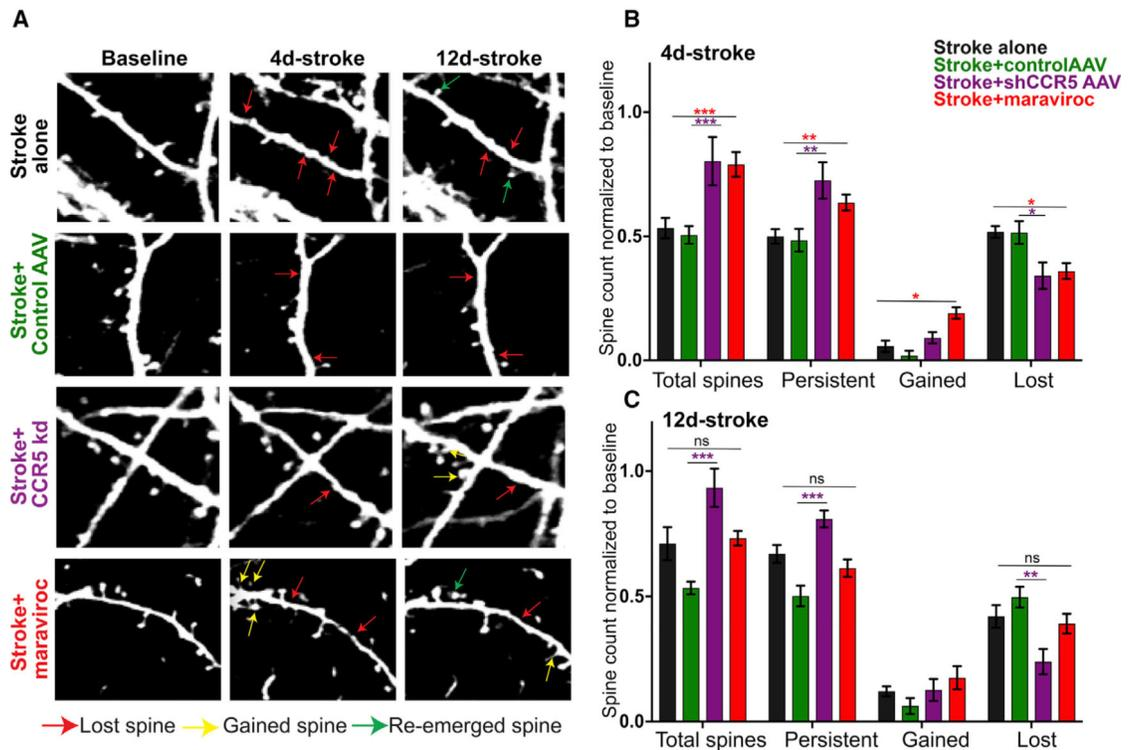 A
Baseline
4d-stroke
12d-stroke
Stroke
alone
Stroke+
Control AAV
Stroke+
CCR5 kd
Stroke+
maraviroc
Lost spine
Gained spine
Re-emerged spine
B
4d-stroke
Stroke alone
Stroke+controlAAV
Stroke+shCCR5 AAV
Stroke+maraviroc
Spine count normalized to baseline
1.0
0.5
0.0
***
***
**
**
*
*
*
Total spines
Persistent
Gained
Lost
C
12d-stroke
Spine count normalized to baseline
1.0
0.5
0.0
ns
***
ns
***
ns
**
Total spines
Persistent
Gained
Lost